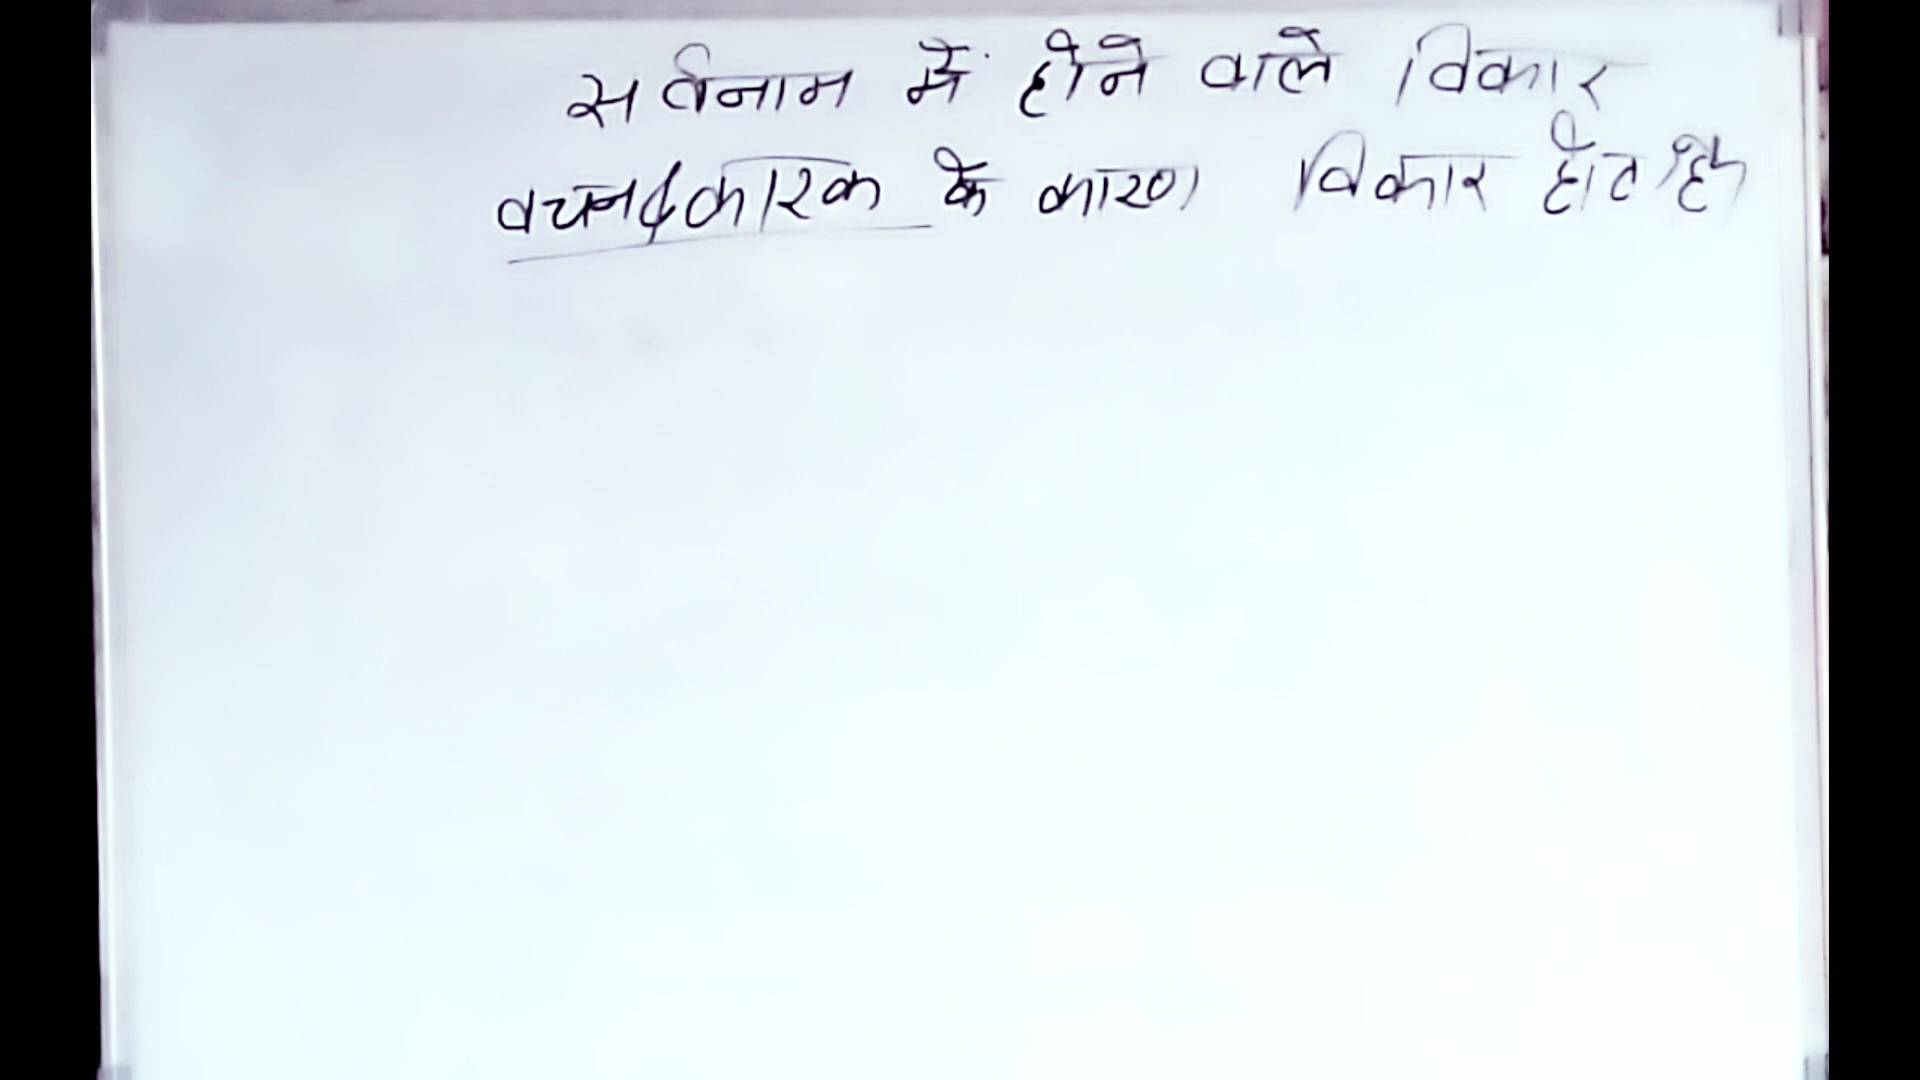 सर्वनाम में होने वाले विकार
वचन & कारक के कारण विकार होत है